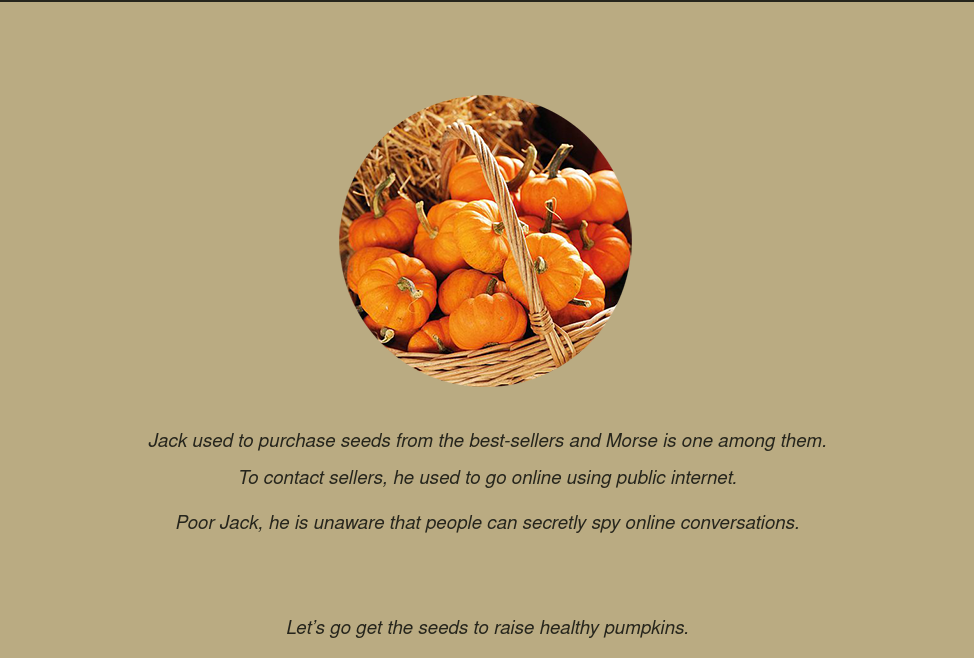 Jack used to purchase seeds from the best-sellers and Morse is one among them.
To contact sellers, he used to go online using public internet.
Poor Jack, he is unaware that people can secretly spy online conversations.
Let’s go get the seeds to raise healthy pumpkins.